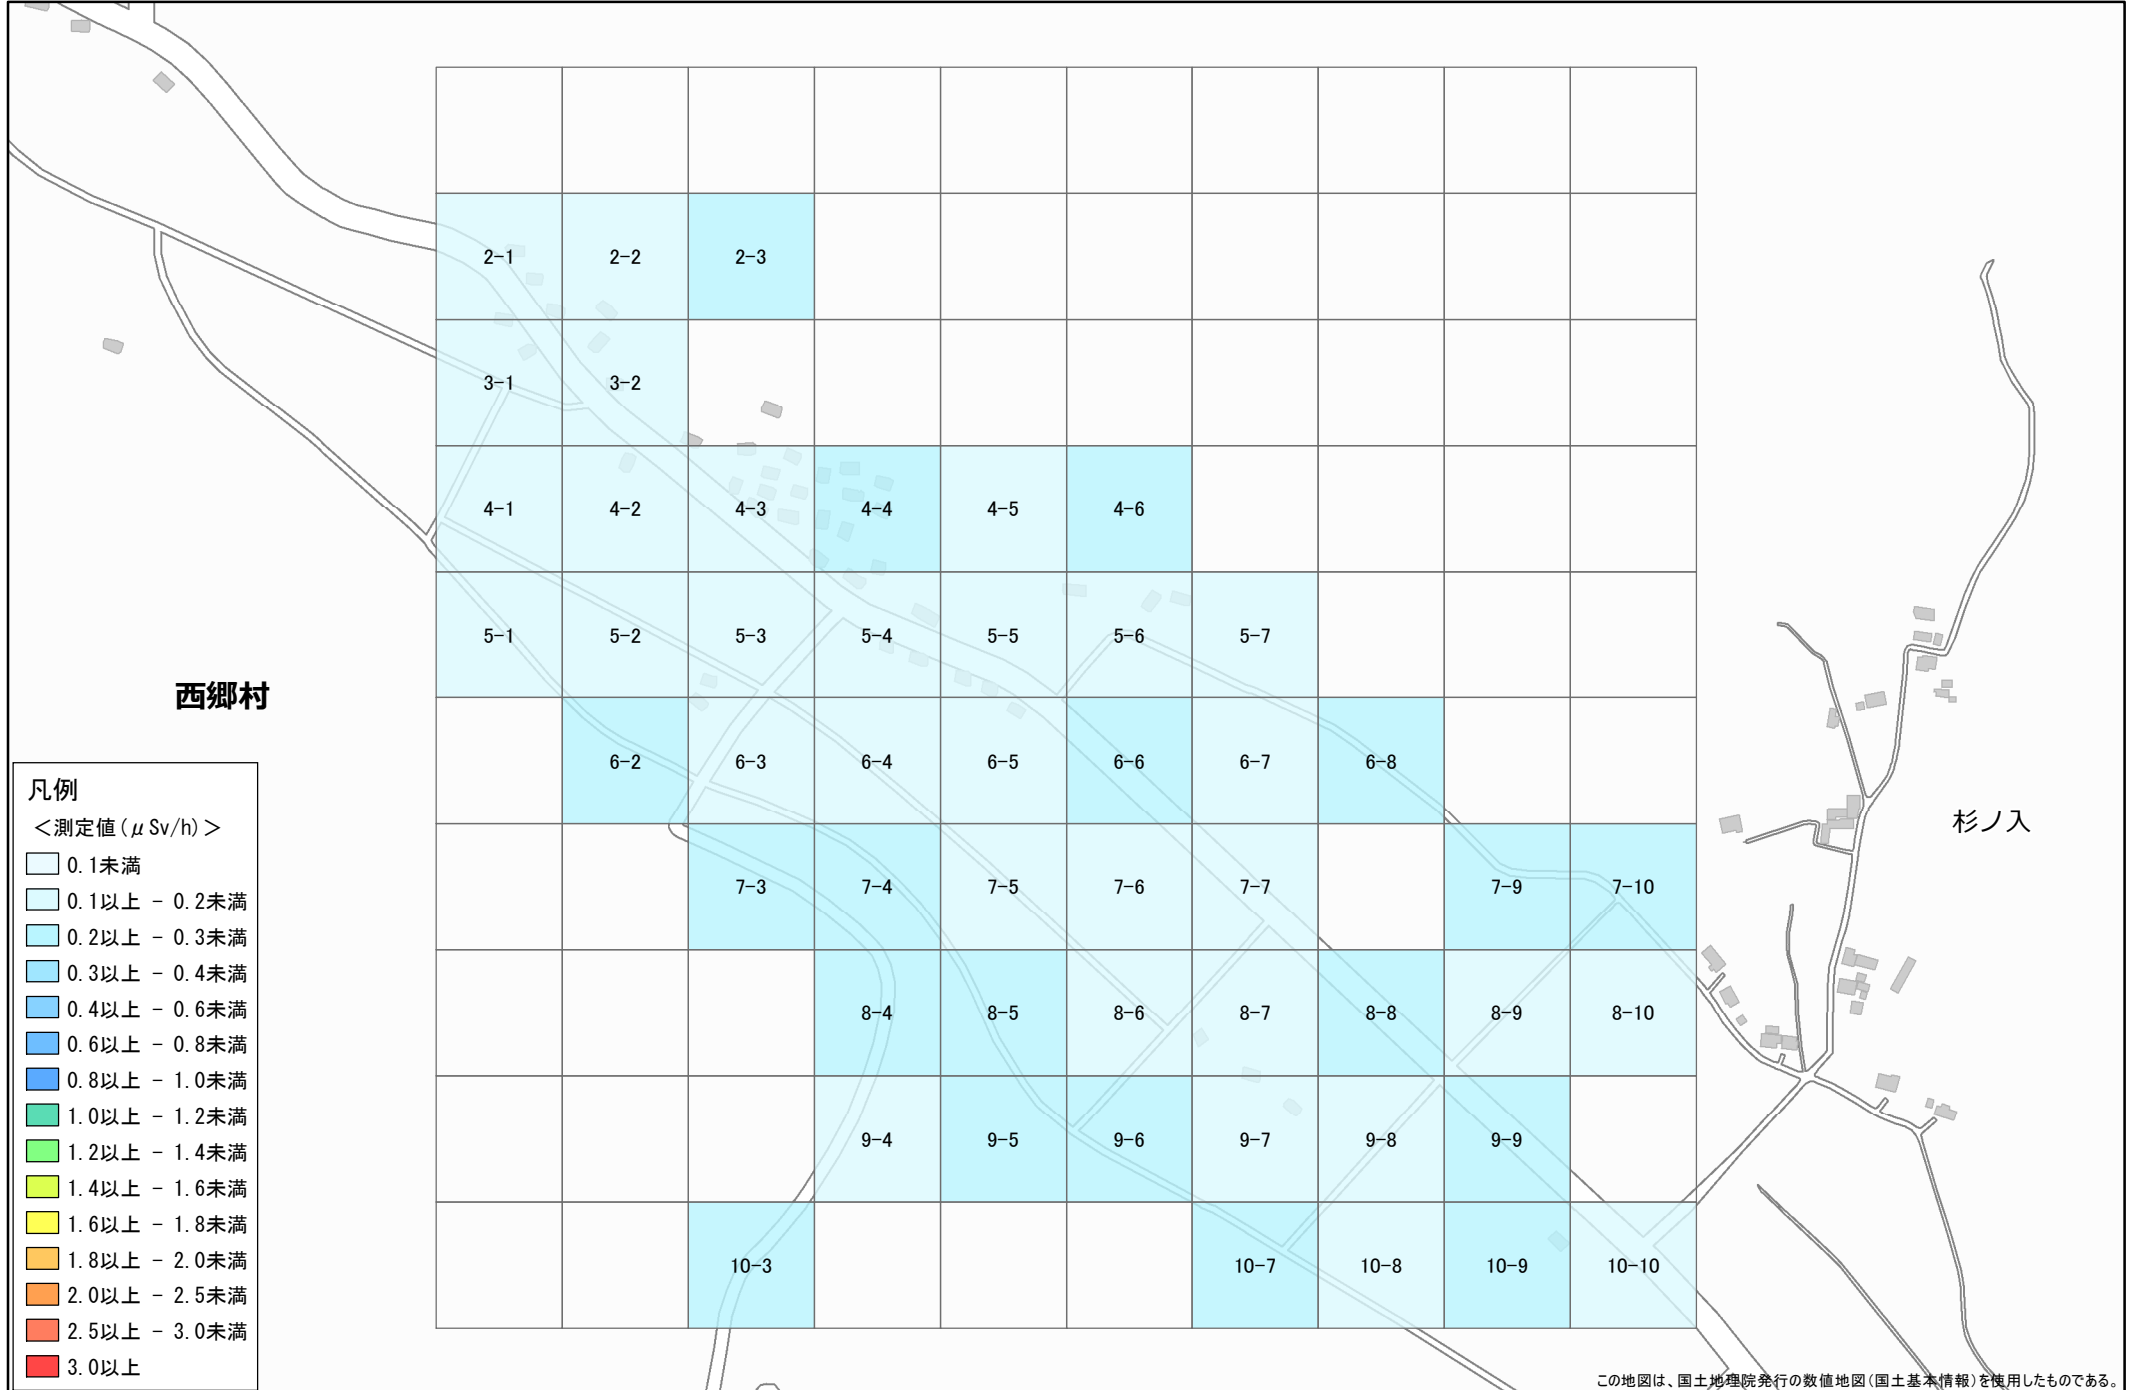 2-1 2-2 2-3
3-1 3-2
4-1 4-2 4-3 4-4 4-5 4-6
5-1 5-2 5-3 5-4 5-5 5-6 5-7
西郷村
6-2 6-3 6-4 6-5 6-6 6-7 6-8
杉ノ入
7-3 7-4 7-5 7-6 7-7 7-9 7-10
8-4 8-5 8-6 8-7 8-8 8-9 8-10
9-4 9-5 9-6 9-7 9-8 9-9
10-3 10-7 10-8 10-9 10-10
凡例
＜測定値(μSv/h)＞
0.1未満
0.1以上 - 0.2未満
0.2以上 - 0.3未満
0.3以上 - 0.4未満
0.4以上 - 0.6未満
0.6以上 - 0.8未満
0.8以上 - 1.0未満
1.0以上 - 1.2未満
1.2以上 - 1.4未満
1.4以上 - 1.6未満
1.6以上 - 1.8未満
1.8以上 - 2.0未満
2.0以上 - 2.5未満
2.5以上 - 3.0未満
3.0以上
この地図は、国土地理院発行の数値地図(国土基本情報)を使用したものである。